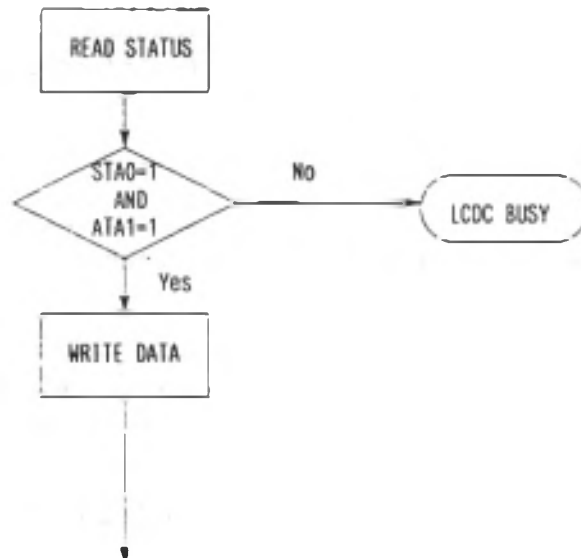 READ STATUS
STA0=1
AND
ATA1=1
No
LCDC BUSY
Yes
WRITE DATA